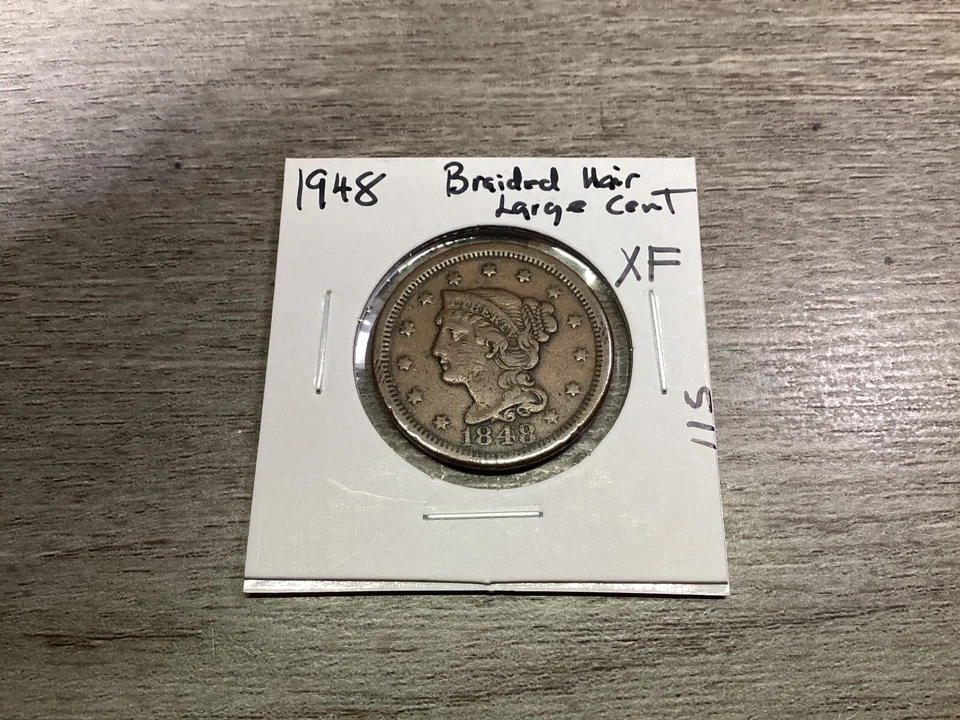 1948 Braided Hair
Large Cent
XF
LIBERTY
1848
115